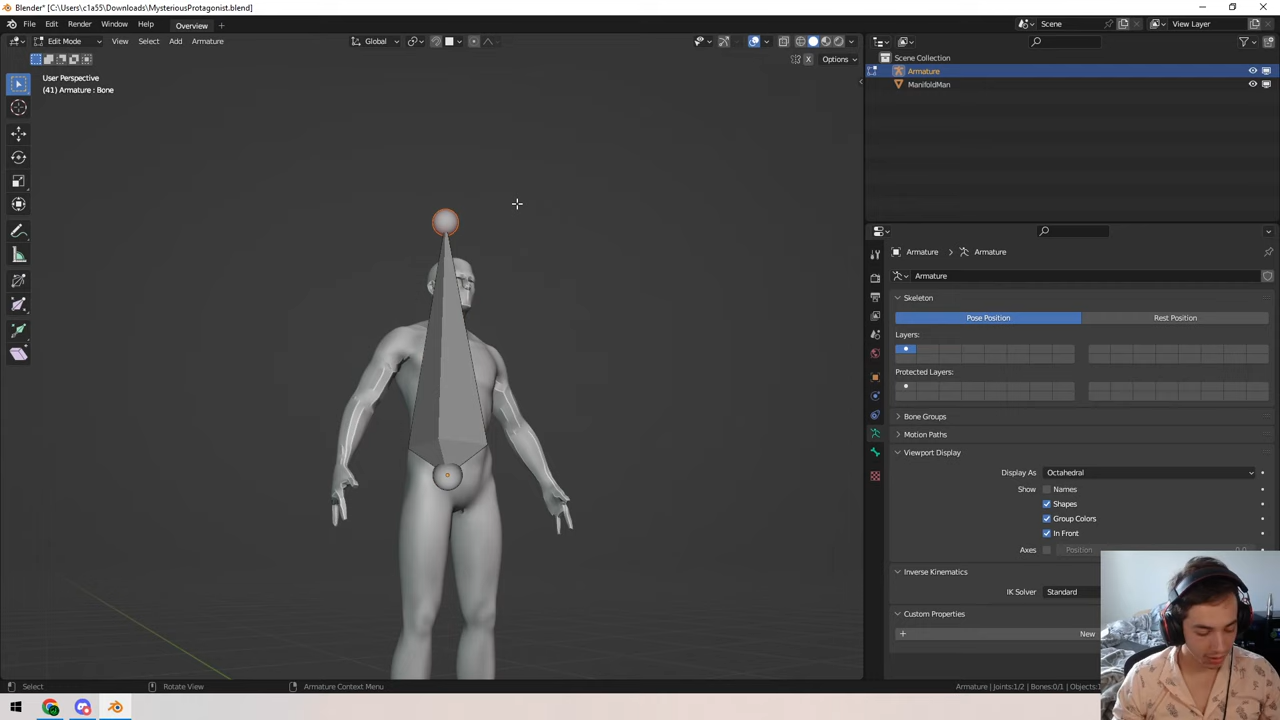 Blender* [C:\Users\c1a55\Downloads\MysteriousProtagonist.blend]
File Edit Render Window Help Overview
Scene View Layer
Edit Mode View Select Add Armature
Global
Options
X
User Perspective
(41) Armature : Bone
Scene Collection
Armature
ManifoldMan
Armature > Armature
Armature
Skeleton
Pose Position Rest Position
Layers:
Protected Layers:
Bone Groups
Motion Paths
Viewport Display
Display As Octahedral
Show Names
Shapes
Group Colors
In Front
Axes Position 0.0
Inverse Kinematics
IK Solver Standard
Custom Properties
New
Select Rotate View Armature Context Menu
Armature | Joints:1/2 | Bones:0/1 | Objects:1